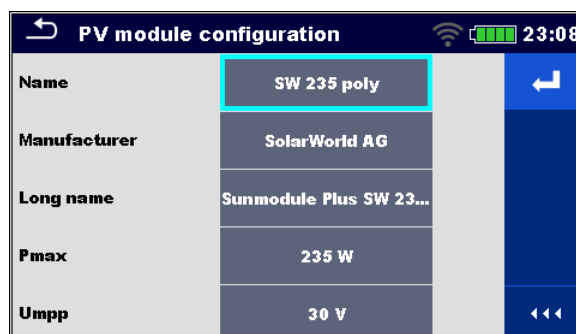 PV module configuration 23:08
Name SW 235 poly
Manufacturer SolarWorld AG
Long name Sunmodule Plus SW 23...
Pmax 235 W
Umpp 30 V